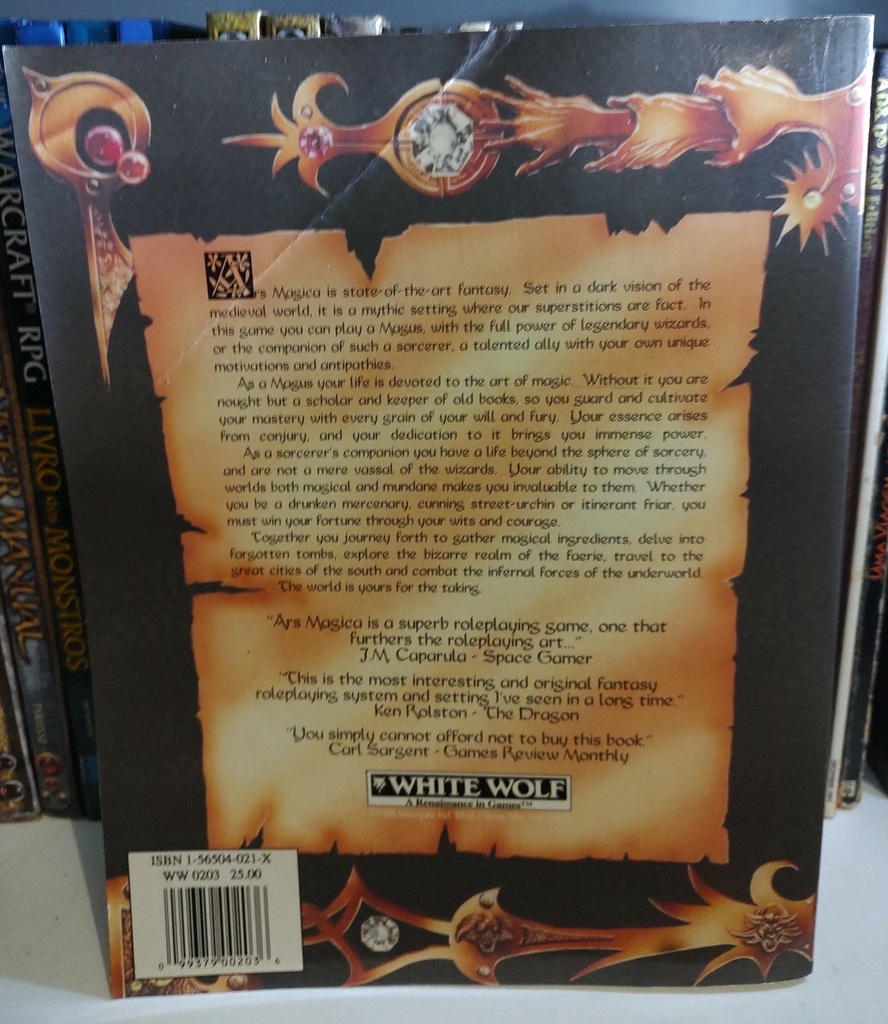 Ars Magica is state-of-the-art fantasy. Set in a dark vision of the
medieval world, it is a mythic setting where our superstitions are fact. In
this game you can play a Magus, with the full power of legendary wizards,
or the companion of such a sorcerer, a talented ally with your own unique
motivations and antipathies.
As a Magus your life is devoted to the art of magic. Without it you are
nought but a scholar and keeper of old books, so you guard and cultivate
your mastery with every grain of your will and fury. Your essence arises
from conjury, and your dedication to it brings you immense power.
As a sorcerer's companion you have a life beyond the sphere of sorcery,
and are not a mere vassal of the wizards. Your ability to move through
worlds both magical and mundane makes you invaluable to them. Whether
you be a drunken mercenary, cunning street-urchin or itinerant friar, you
must win your fortune through your wits and courage.
Together you journey forth to gather magical ingredients, delve into
forgotten tombs, explore the bizarre realm of the faerie, travel to the
great cities of the south and combat the infernal forces of the underworld.
The world is yours for the taking.
"Ars Magica is a superb roleplaying game, one that
furthers the roleplaying art..."
J.M. Caparula - Space Gamer
"This is the most interesting and original fantasy
roleplaying system and setting I've seen in a long time."
Ken Rolston - The Dragon
"You simply cannot afford not to buy this book."
Carl Sargent - Games Review Monthly
WHITE WOLF
A Renaissance in Games™
ISBN 1-56504-021-X
WW 0203 25.00
0 99379 00203 6
WARCRAFT® RPG
LIVRO dos MONSTROS
MANUAL
2nd Edition